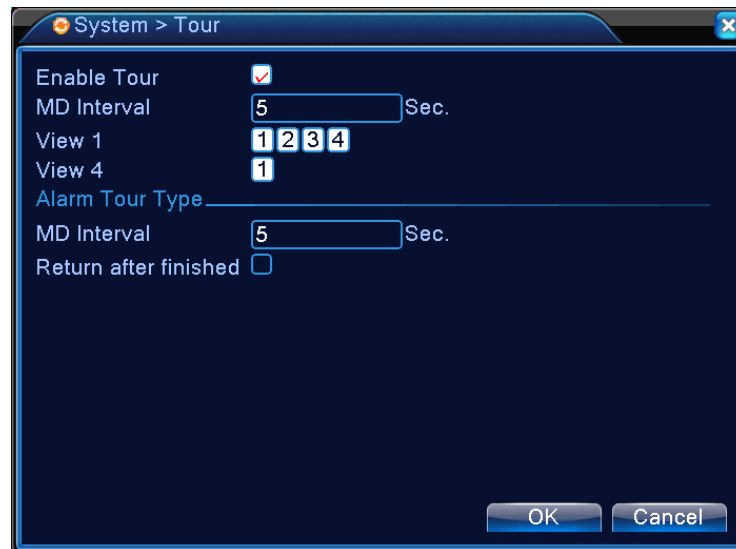 System > Tour
Enable Tour
MD Interval 5 Sec.
View 1 1 2 3 4
View 4 1
Alarm Tour Type
MD Interval 5 Sec.
Return after finished
OK Cancel